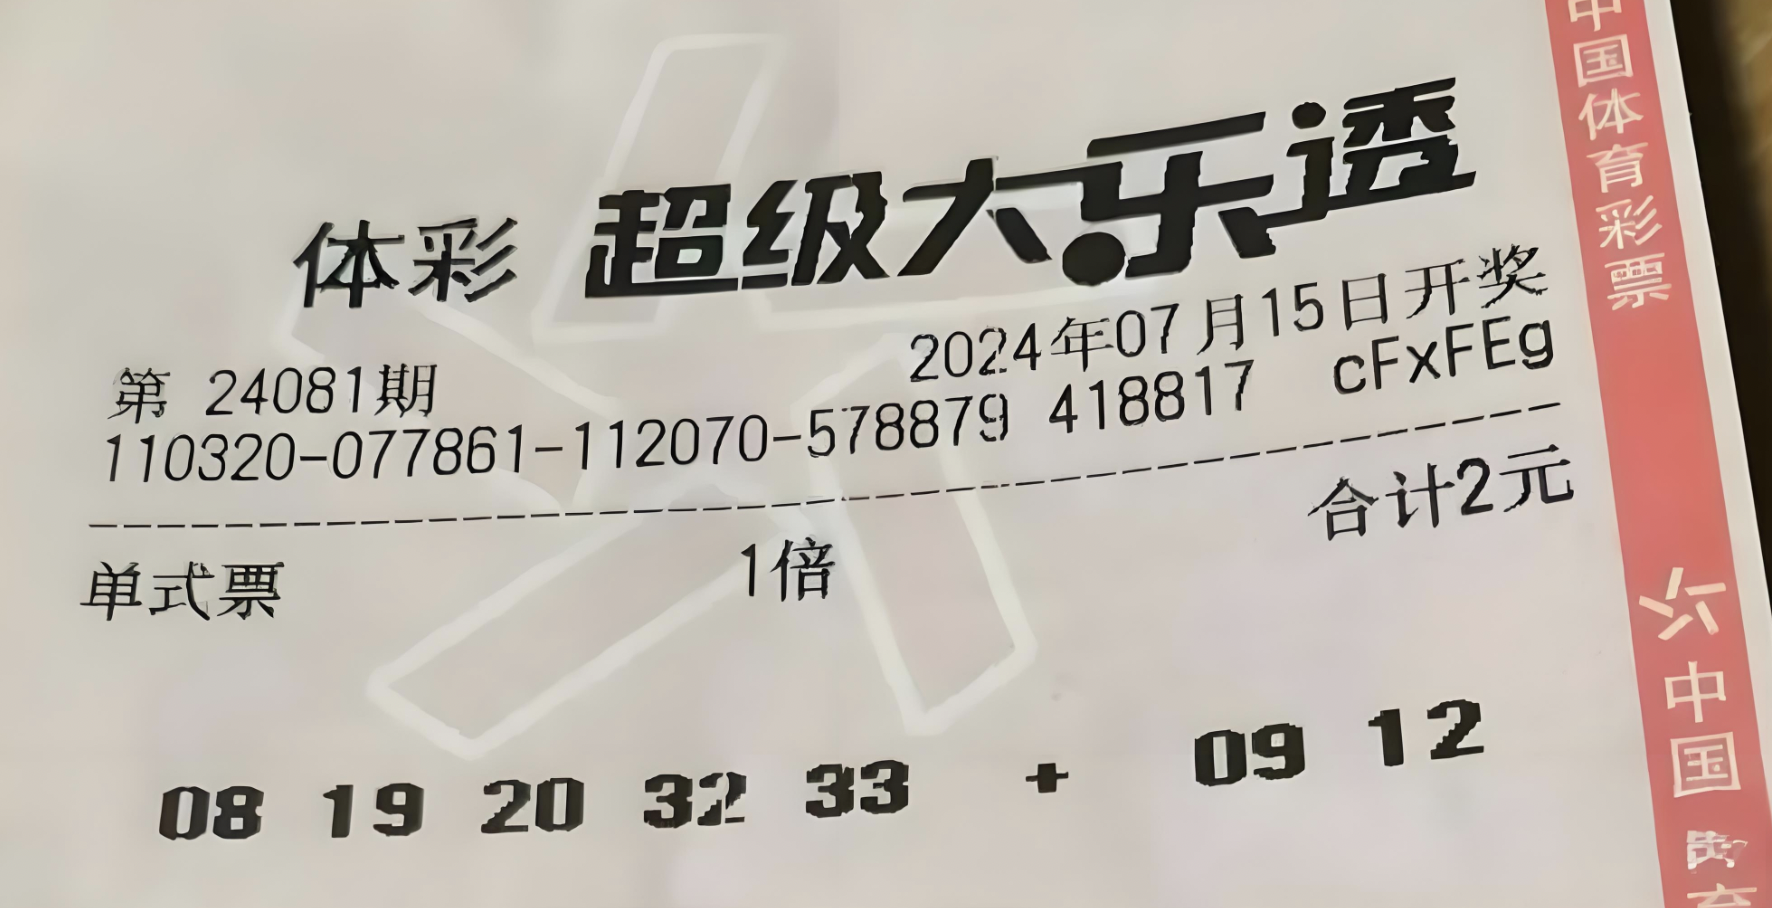 体彩 超级大乐透
第 24081期 2024年07月15日开奖
110320-077861-112070-578879 418817 cFxFEg
单式票 1倍 合计2元
08 19 20 32 33 + 09 12
中国体育彩票
中国体育